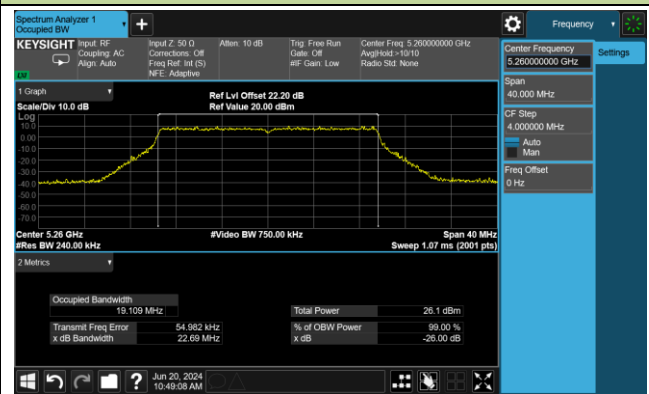 Spectrum Analyzer 1
Occupied BW
Frequency
KEYSIGHT
Input: RF
Coupling: AC
Align: Auto
Input Z: 50 Ω
Corrections: Off
Freq Ref: Int (S)
NFE: Adaptive
Atten: 10 dB
Trig: Free Run
Gate: Off
#IF Gain: Low
Center Freq: 5.260000000 GHz
Avg|Hold:>10/10
Radio Std: None
LXI
Center Frequency
5.260000000 GHz
Settings
Span
40.000 MHz
CF Step
4.000000 MHz
Auto
Man
Freq Offset
0 Hz
1 Graph
Scale/Div 10.0 dB
Ref Lvl Offset 22.20 dB
Ref Value 20.00 dBm
Log
10.0
0.00
-10.0
-20.0
-30.0
-40.0
-50.0
-60.0
-70.0
Center 5.26 GHz
#Video BW 750.00 kHz
Span 40 MHz
#Res BW 240.00 kHz
Sweep 1.07 ms (2001 pts)
2 Metrics
Occupied Bandwidth
19.109 MHz
Total Power
26.1 dBm
Transmit Freq Error
54.982 kHz
% of OBW Power
99.00 %
x dB Bandwidth
22.69 MHz
x dB
-26.00 dB
?
Jun 20, 2024
10:49:08 AM